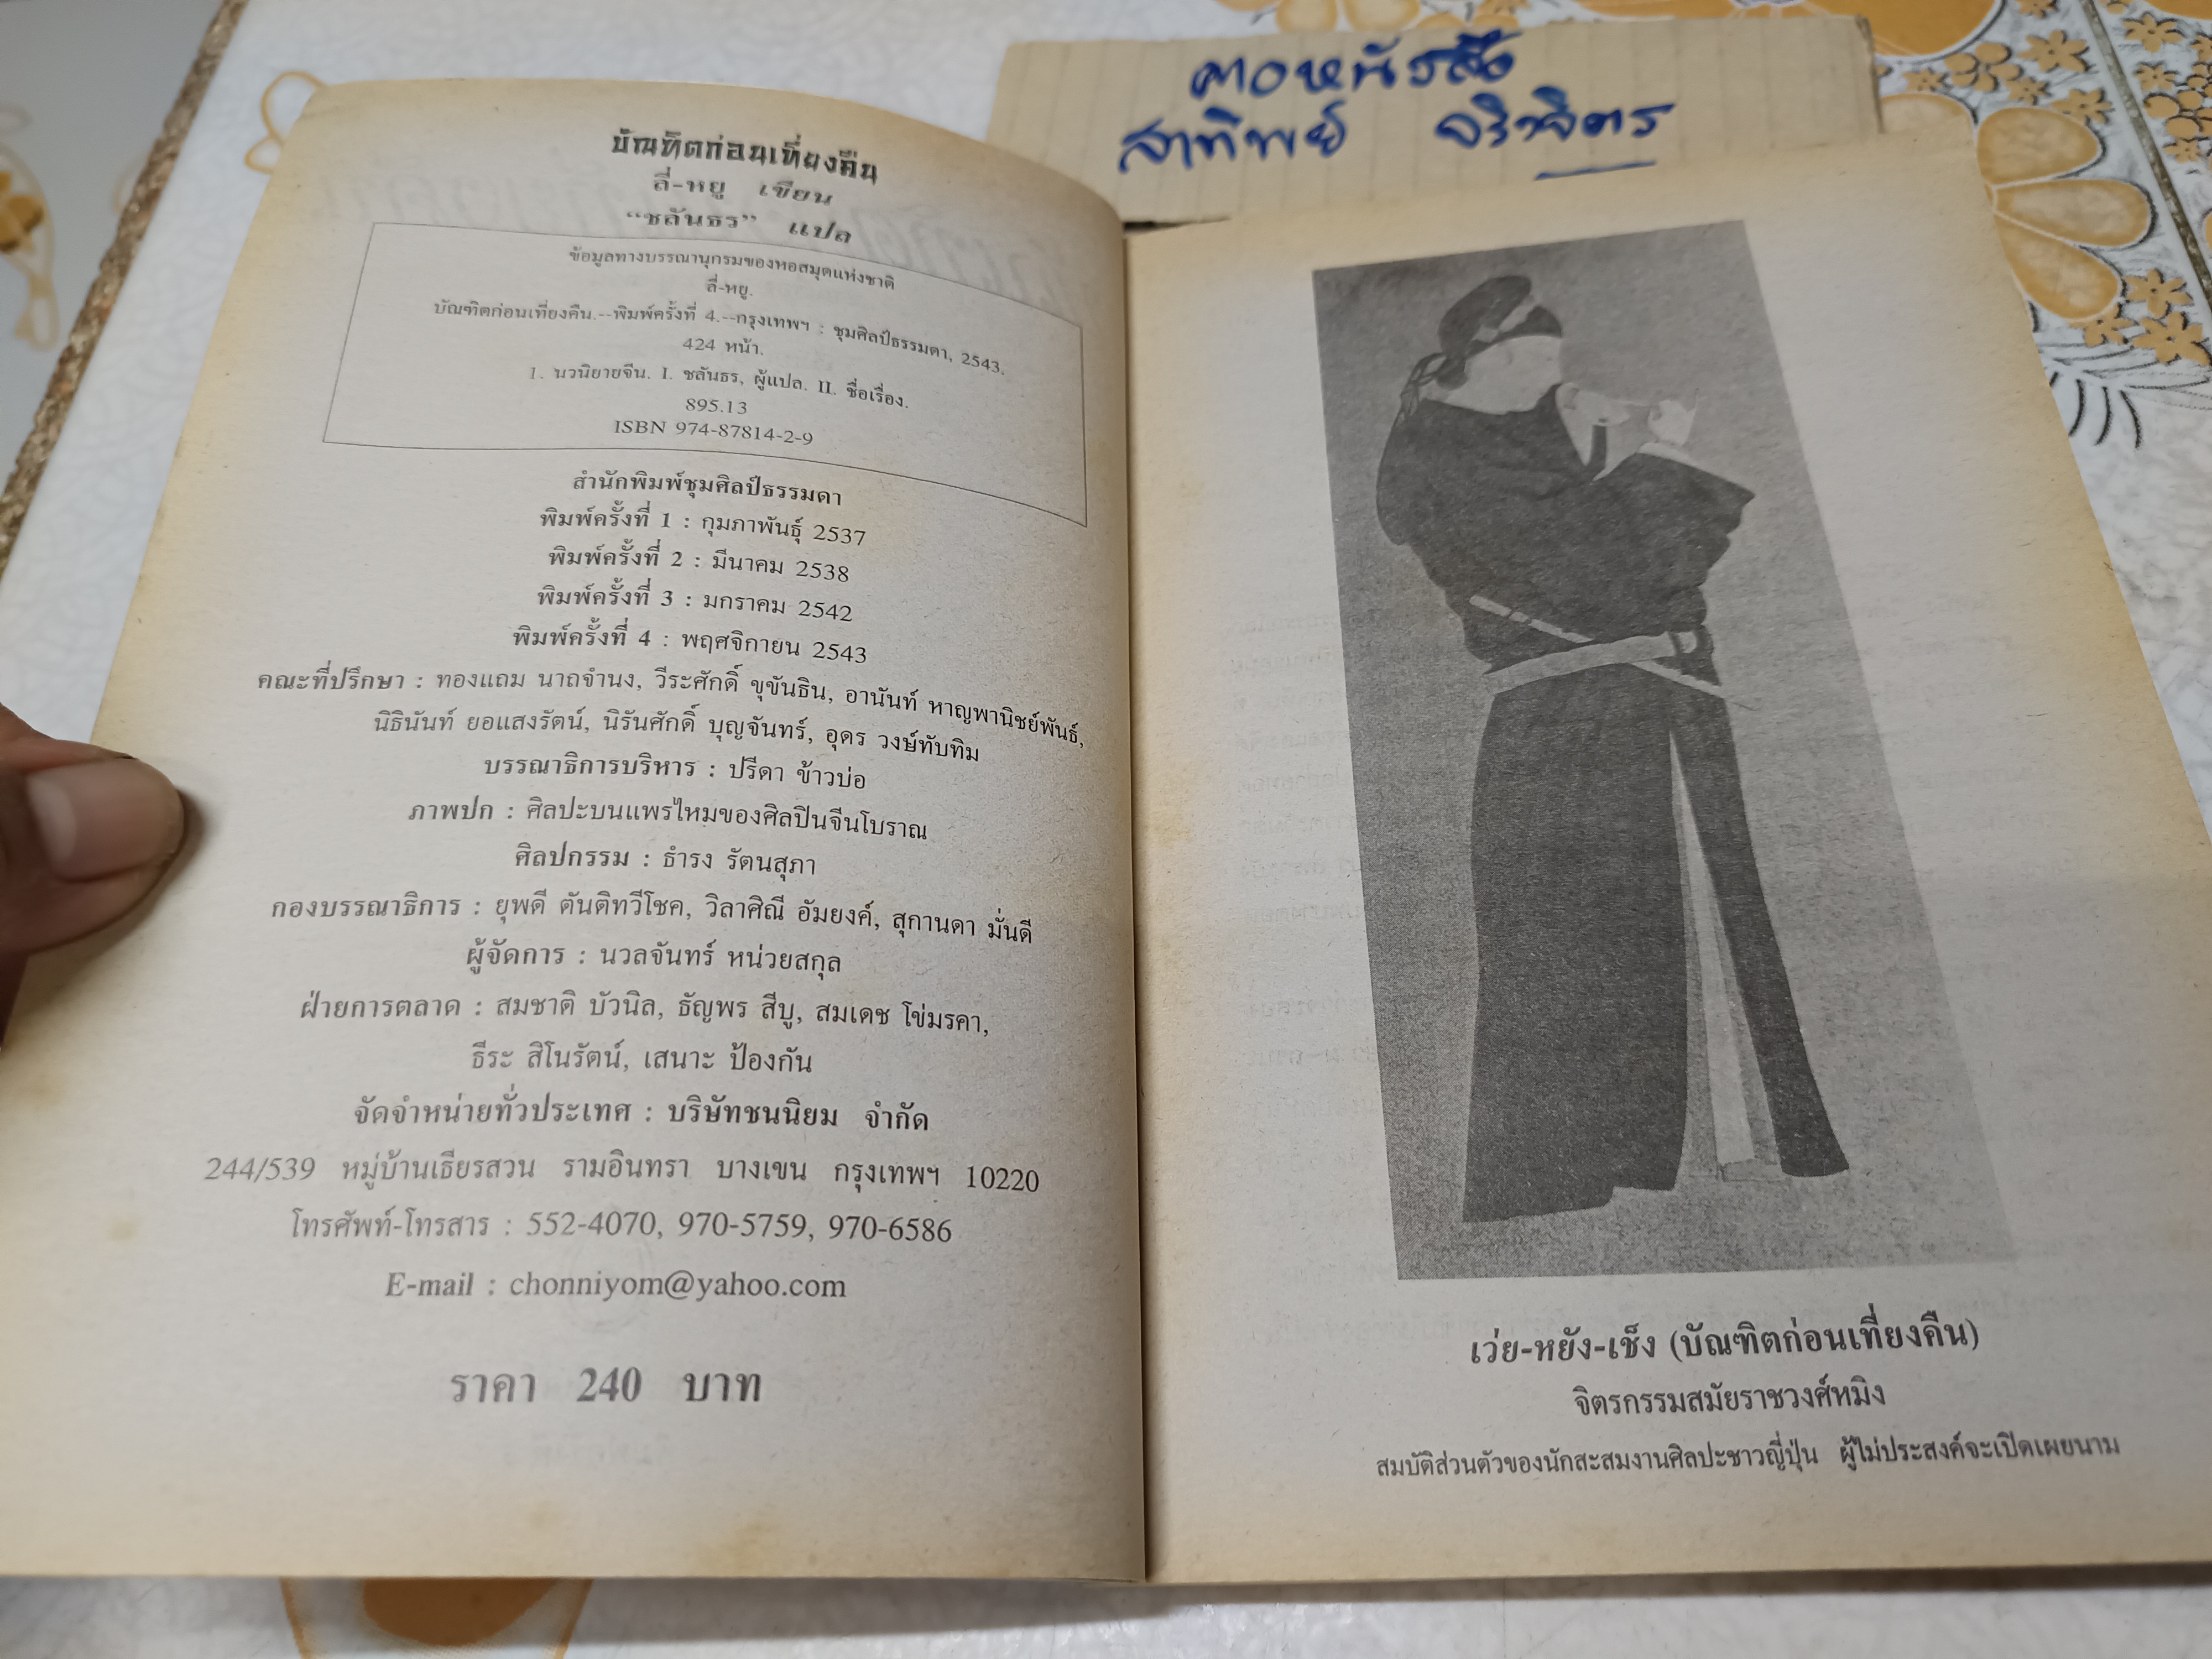 คอหนังสือ
สาทิพย์
บัณฑิตก่อนเที่ยงคืน
ลี่-หยู เขียน
“ชลันธร” แปล
ข้อมูลทางบรรณานุกรมของหอสมุดแห่งชาติ
ลี่-หยู.
บัณฑิตก่อนเที่ยงคืน.--พิมพ์ครั้งที่ 4.--กรุงเทพฯ : ชุมศิลป์ธรรมดา, 2543.
424 หน้า.
1. นวนิยายจีน. I. ชลันธร, ผู้แปล. II. ชื่อเรื่อง.
895.13
ISBN 974-87814-2-9
สำนักพิมพ์ชุมศิลป์ธรรมดา
พิมพ์ครั้งที่ 1 : กุมภาพันธุ์ 2537
พิมพ์ครั้งที่ 2 : มีนาคม 2538
พิมพ์ครั้งที่ 3 : มกราคม 2542
พิมพ์ครั้งที่ 4 : พฤศจิกายน 2543
คณะที่ปรึกษา : ทองแถม นาถจำนง, วีระศักดิ์ ขุขันธิน, อานันท์ หาญพานิชย์พันธ์,
นิธินันท์ ยอแสงรัตน์, นิรันศักดิ์ บุญจันทร์, อุดร วงษ์ทับทิม
บรรณาธิการบริหาร : ปรีดา ข้าวบ่อ
ภาพปก : ศิลปะบนแพรไหมของศิลปินจีนโบราณ
ศิลปกรรม : ธำรง รัตนสุภา
กองบรรณาธิการ : ยุพดี ตันติทวีโชค, วิลาศิณี อัมยงค์, สุกานดา มั่นดี
ผู้จัดการ : นวลจันทร์ หน่วยสกุล
ฝ่ายการตลาด : สมชาติ บัวนิล, ธัญพร สีบู, สมเดช โข่มรคา,
ธีระ สิโนรัตน์, เสนาะ ป้องกัน
จัดจำหน่ายทั่วประเทศ : บริษัทชนนิยม จำกัด
244/539 หมู่บ้านเธียรสวน รามอินทรา บางเขน กรุงเทพฯ 10220
โทรศัพท์-โทรสาร : 552-4070, 970-5759, 970-6586
E-mail : chonniyom@yahoo.com
ราคา 240 บาท
เว่ย-หยัง-เช็ง (บัณฑิตก่อนเที่ยงคืน)
จิตรกรรมสมัยราชวงศ์หมิง
สมบัติส่วนตัวของนักสะสมงานศิลปะชาวญี่ปุ่น ผู้ไม่ประสงค์จะเปิดเผยนาม